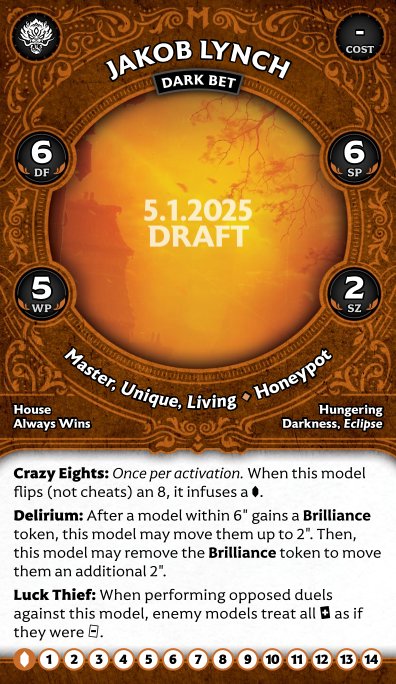 -
COST
JAKOB LYNCH
DARK BET
6
DF
6
SP
5.1.2025
DRAFT
5
WP
2
SZ
Master, Unique, Living ⬥ Honeypot
House
Always Wins
Hungering
Darkness, Eclipse
Crazy Eights: Once per activation. When this model
flips (not cheats) an 8, it infuses a ⬮.
Delirium: After a model within 6" gains a Brilliance
token, this model may move them up to 2". Then,
this model may remove the Brilliance token to move
them an additional 2".
Luck Thief: When performing opposed duels
against this model, enemy models treat all 🞤 as if
they were ⊟.
1 2 3 4 5 6 7 8 9 10 11 12 13 14